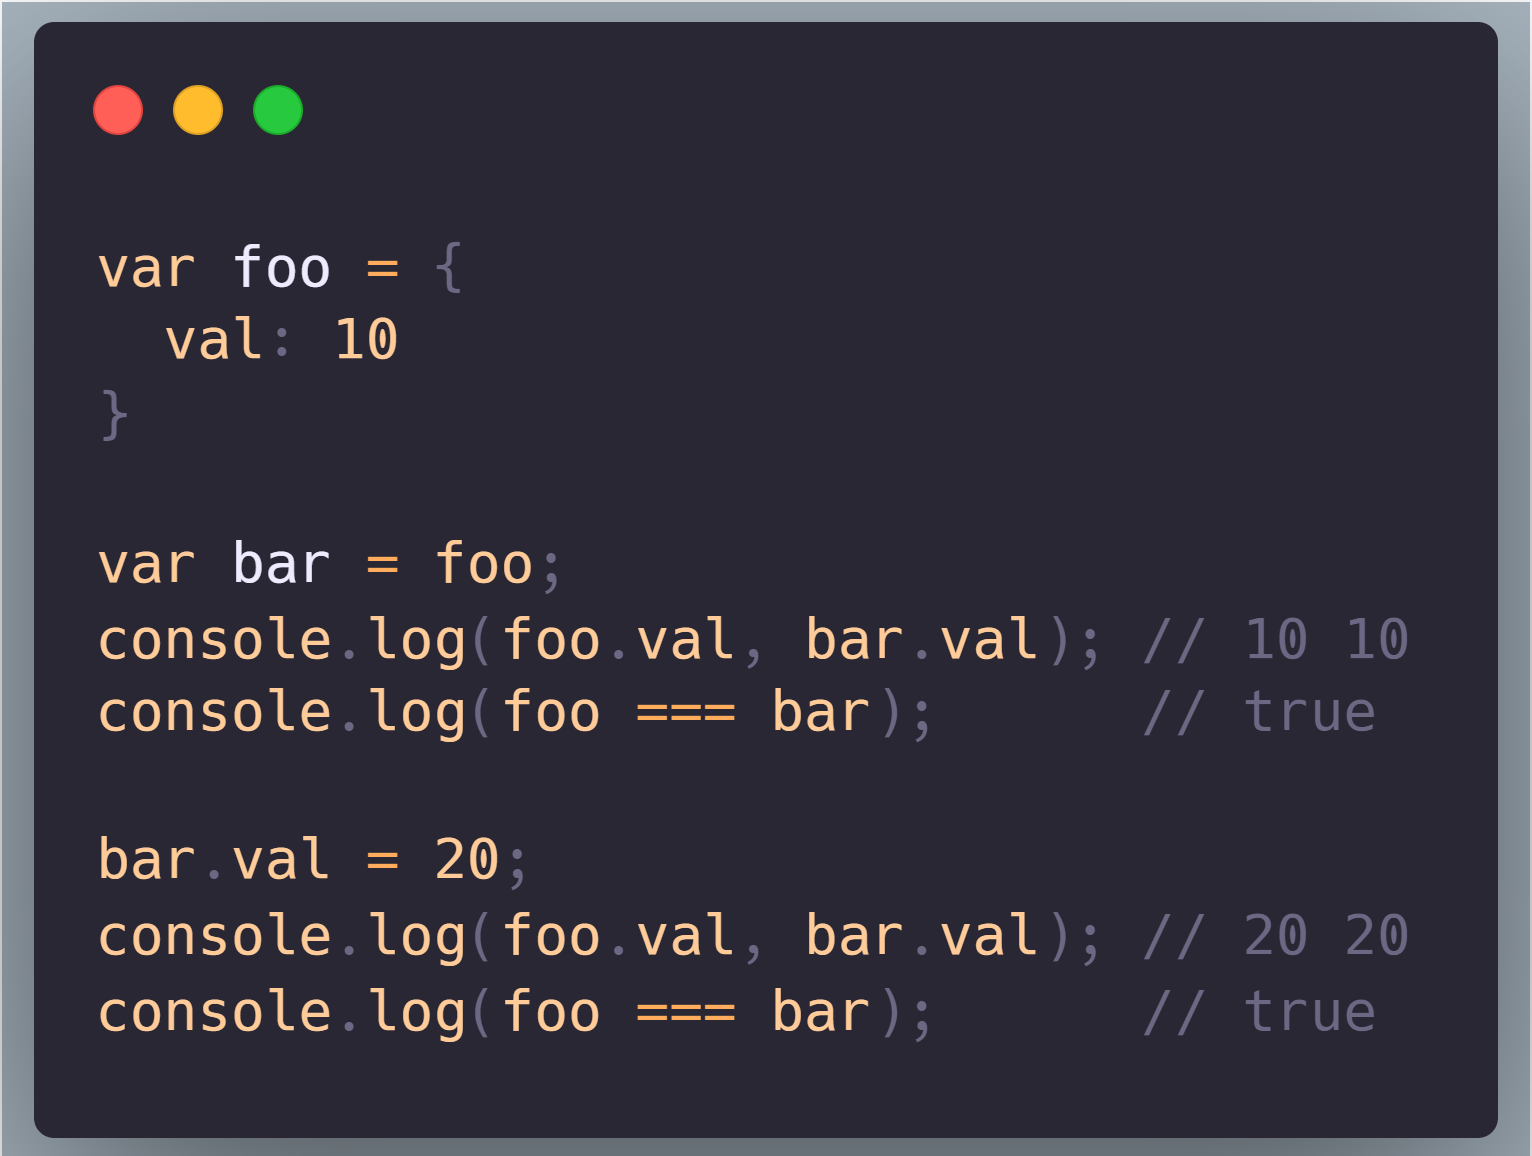 var foo = {
  val: 10
}

var bar = foo;
console.log(foo.val, bar.val); // 10 10
console.log(foo === bar);      // true

bar.val = 20;
console.log(foo.val, bar.val); // 20 20
console.log(foo === bar);      // true